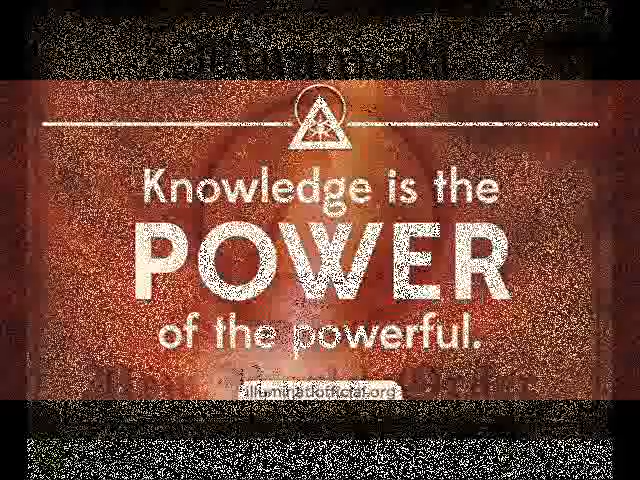 Knowledge is the
POWER
of the powerful.
illuminatiofficial.org